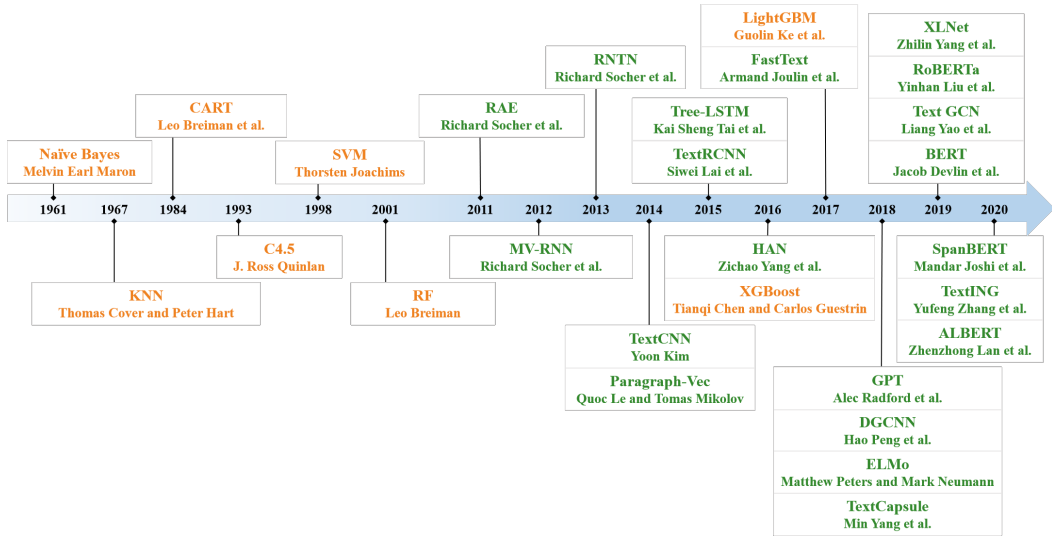 LightGBM
Guolin Ke et al.
FastText
Armand Joulin et al.
XLNet
Zhilin Yang et al.
RoBERTa
Yinhan Liu et al.
Text GCN
Liang Yao et al.
BERT
Jacob Devlin et al.
RNTN
Richard Socher et al.
CART
Leo Breiman et al.
RAE
Richard Socher et al.
Tree-LSTM
Kai Sheng Tai et al.
TextRCNN
Siwei Lai et al.
Naïve Bayes
Melvin Earl Maron
SVM
Thorsten Joachims
1961 1967 1984 1993 1998 2001 2011 2012 2013 2014 2015 2016 2017 2018 2019 2020
C4.5
J. Ross Quinlan
MV-RNN
Richard Socher et al.
HAN
Zichao Yang et al.
XGBoost
Tianqi Chen and Carlos Guestrin
SpanBERT
Mandar Joshi et al.
TextING
Yufeng Zhang et al.
ALBERT
Zhenzhong Lan et al.
KNN
Thomas Cover and Peter Hart
RF
Leo Breiman
TextCNN
Yoon Kim
Paragraph-Vec
Quoc Le and Tomas Mikolov
GPT
Alec Radford et al.
DGCNN
Hao Peng et al.
ELMo
Matthew Peters and Mark Neumann
TextCapsule
Min Yang et al.